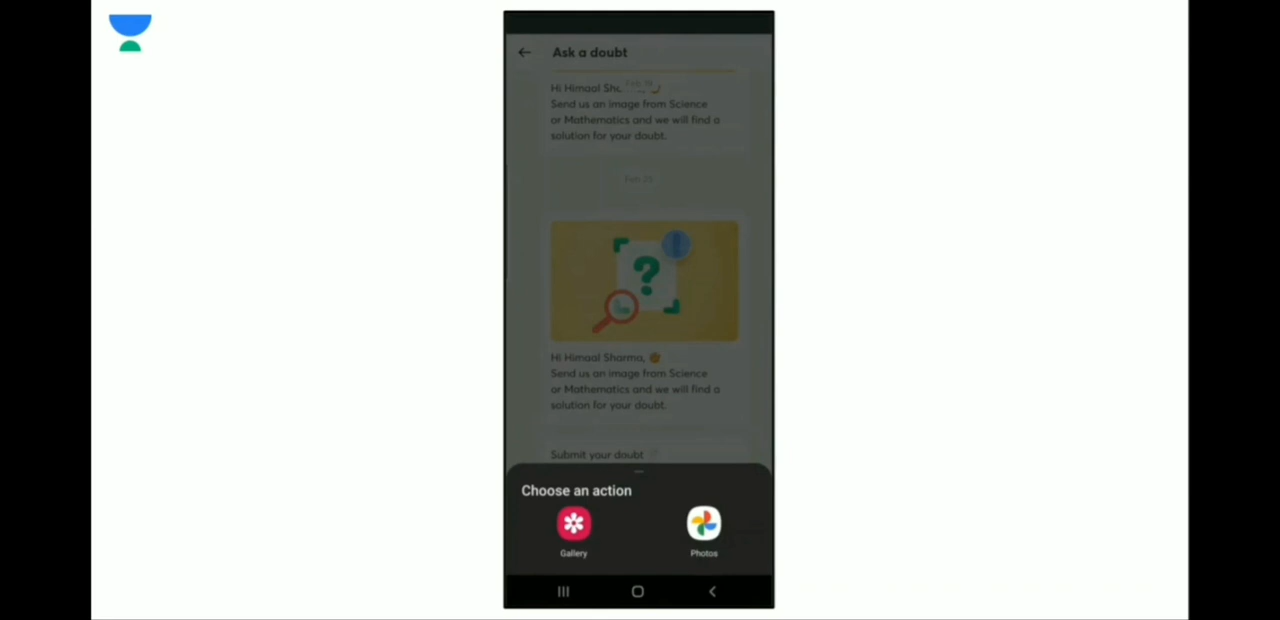 Ask a doubt
Hi Himaal
Send us an image from Science
or Mathematics and we will find a
solution for your doubt.
?
Hi Himaal Sharma,
Send us an image from Science
or Mathematics and we will find a
solution for your doubt.
Submit your doubt
Choose an action
Gallery
Photos